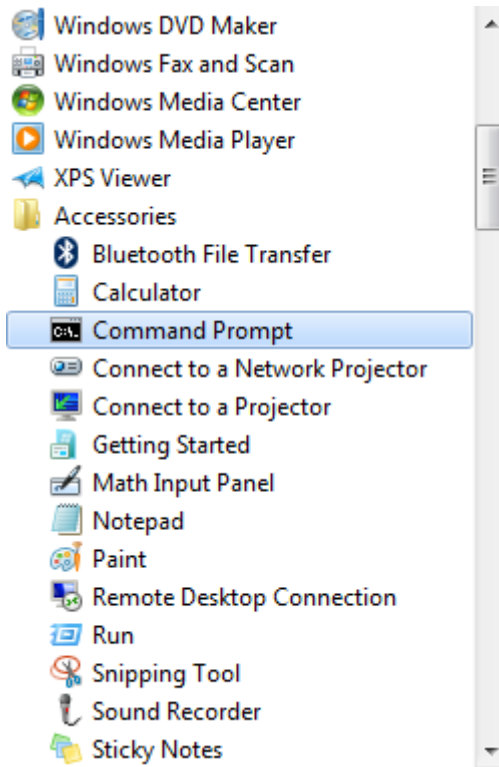 Windows DVD Maker
Windows Fax and Scan
Windows Media Center
Windows Media Player
XPS Viewer
Accessories
Bluetooth File Transfer
Calculator
C:\. Command Prompt
Connect to a Network Projector
Connect to a Projector
Getting Started
Math Input Panel
Notepad
Paint
Remote Desktop Connection
Run
Snipping Tool
Sound Recorder
Sticky Notes